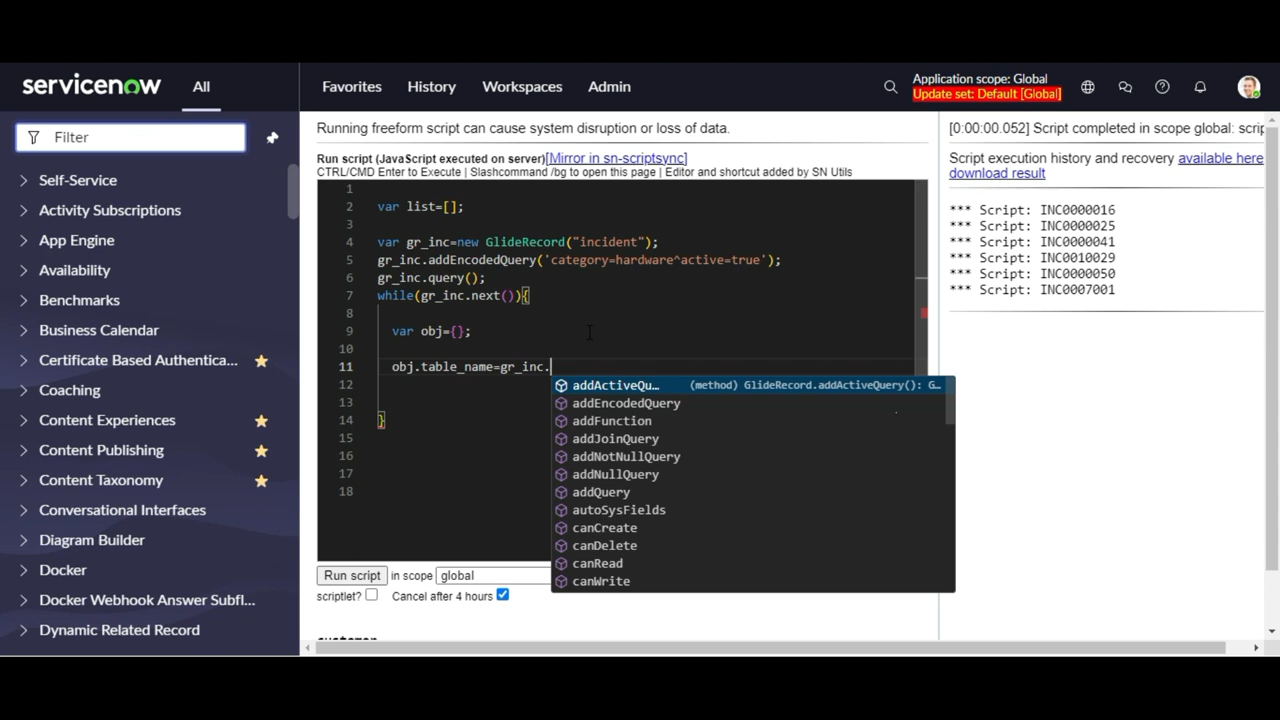 servicenow All Favorites History Workspaces Admin Application scope: Global
Update set: Default [Global]
Filter
Self-Service
Activity Subscriptions
App Engine
Availability
Benchmarks
Business Calendar
Certificate Based Authentica...
Coaching
Content Experiences
Content Publishing
Content Taxonomy
Conversational Interfaces
Diagram Builder
Docker
Docker Webhook Answer Subfl...
Dynamic Related Record
Running freeform script can cause system disruption or loss of data.
Run script (JavaScript executed on server)[Mirror in sn-scriptsync]
CTRL/CMD Enter to Execute | Slashcommand /bg to open this page | Editor and shortcut added by SN Utils
1
2 var list=[];
3
4 var gr_inc=new GlideRecord("incident");
5 gr_inc.addEncodedQuery('category=hardware^active=true');
6 gr_inc.query();
7 while(gr_inc.next()){
8
9 var obj={};
10
11 obj.table_name=gr_inc.
12
13
14 }
15
16
17
18
addActiveQu... (method) GlideRecord.addActiveQuery(): G...
addEncodedQuery
addFunction
addJoinQuery
addNotNullQuery
addNullQuery
addQuery
autoSysFields
canCreate
canDelete
canRead
canWrite
Run script in scope global
scriptlet? Cancel after 4 hours
[0:00:00.052] Script completed in scope global: scrip
Script execution history and recovery available here
download result
*** Script: INC0000016
*** Script: INC0000025
*** Script: INC0000041
*** Script: INC0010029
*** Script: INC0000050
*** Script: INC0007001